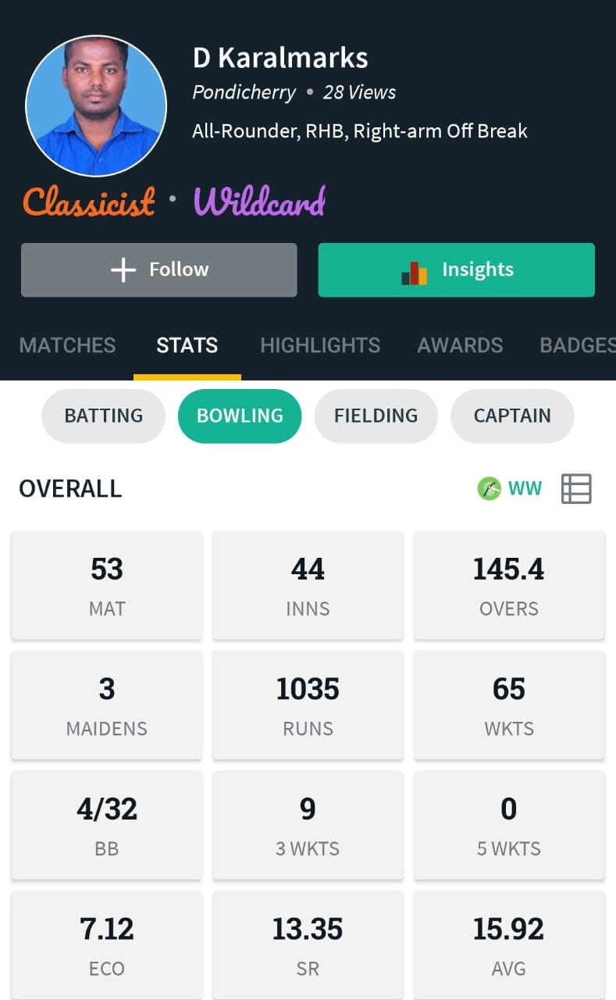 D Karalmarks
Pondicherry • 28 Views
All-Rounder, RHB, Right-arm Off Break
Classicist • Wildcard
+ Follow
Insights
MATCHES STATS HIGHLIGHTS AWARDS BADGES
BATTING BOWLING FIELDING CAPTAIN
OVERALL WW
53 44 145.4
MAT INNS OVERS
3 1035 65
MAIDENS RUNS WKTS
4/32 9 0
BB 3 WKTS 5 WKTS
7.12 13.35 15.92
ECO SR AVG